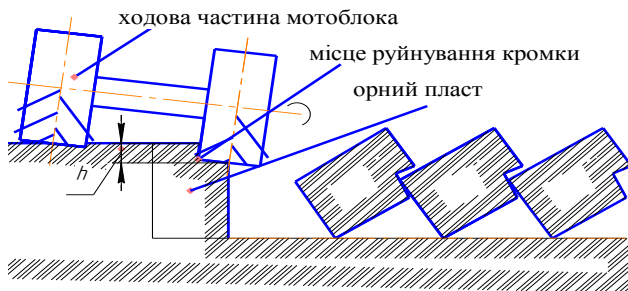 ходова частина мотоблока
місце руйнування кромки
орний пласт
h